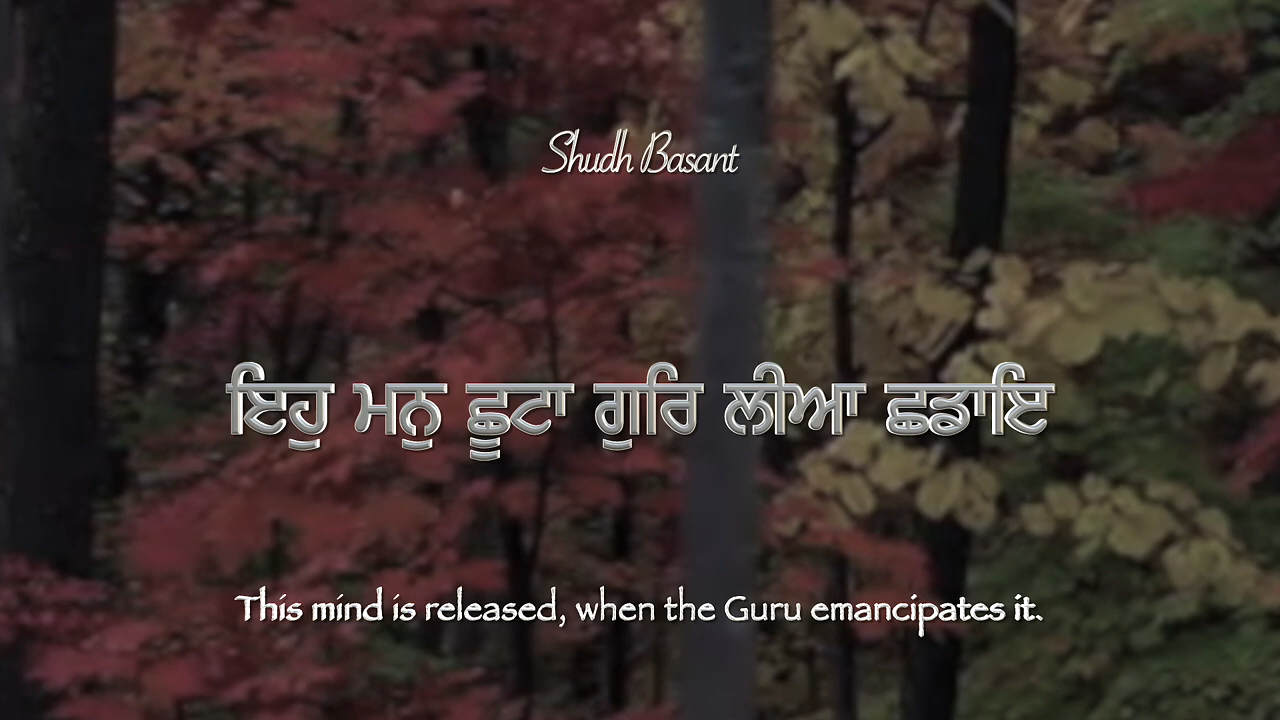 Shudh Basant
ਇਹੁ ਮਨੁ ਛੂਟਾ ਗੁਰਿ ਲੀਆ ਛਡਾਇ
This mind is released, when the Guru emancipates it.